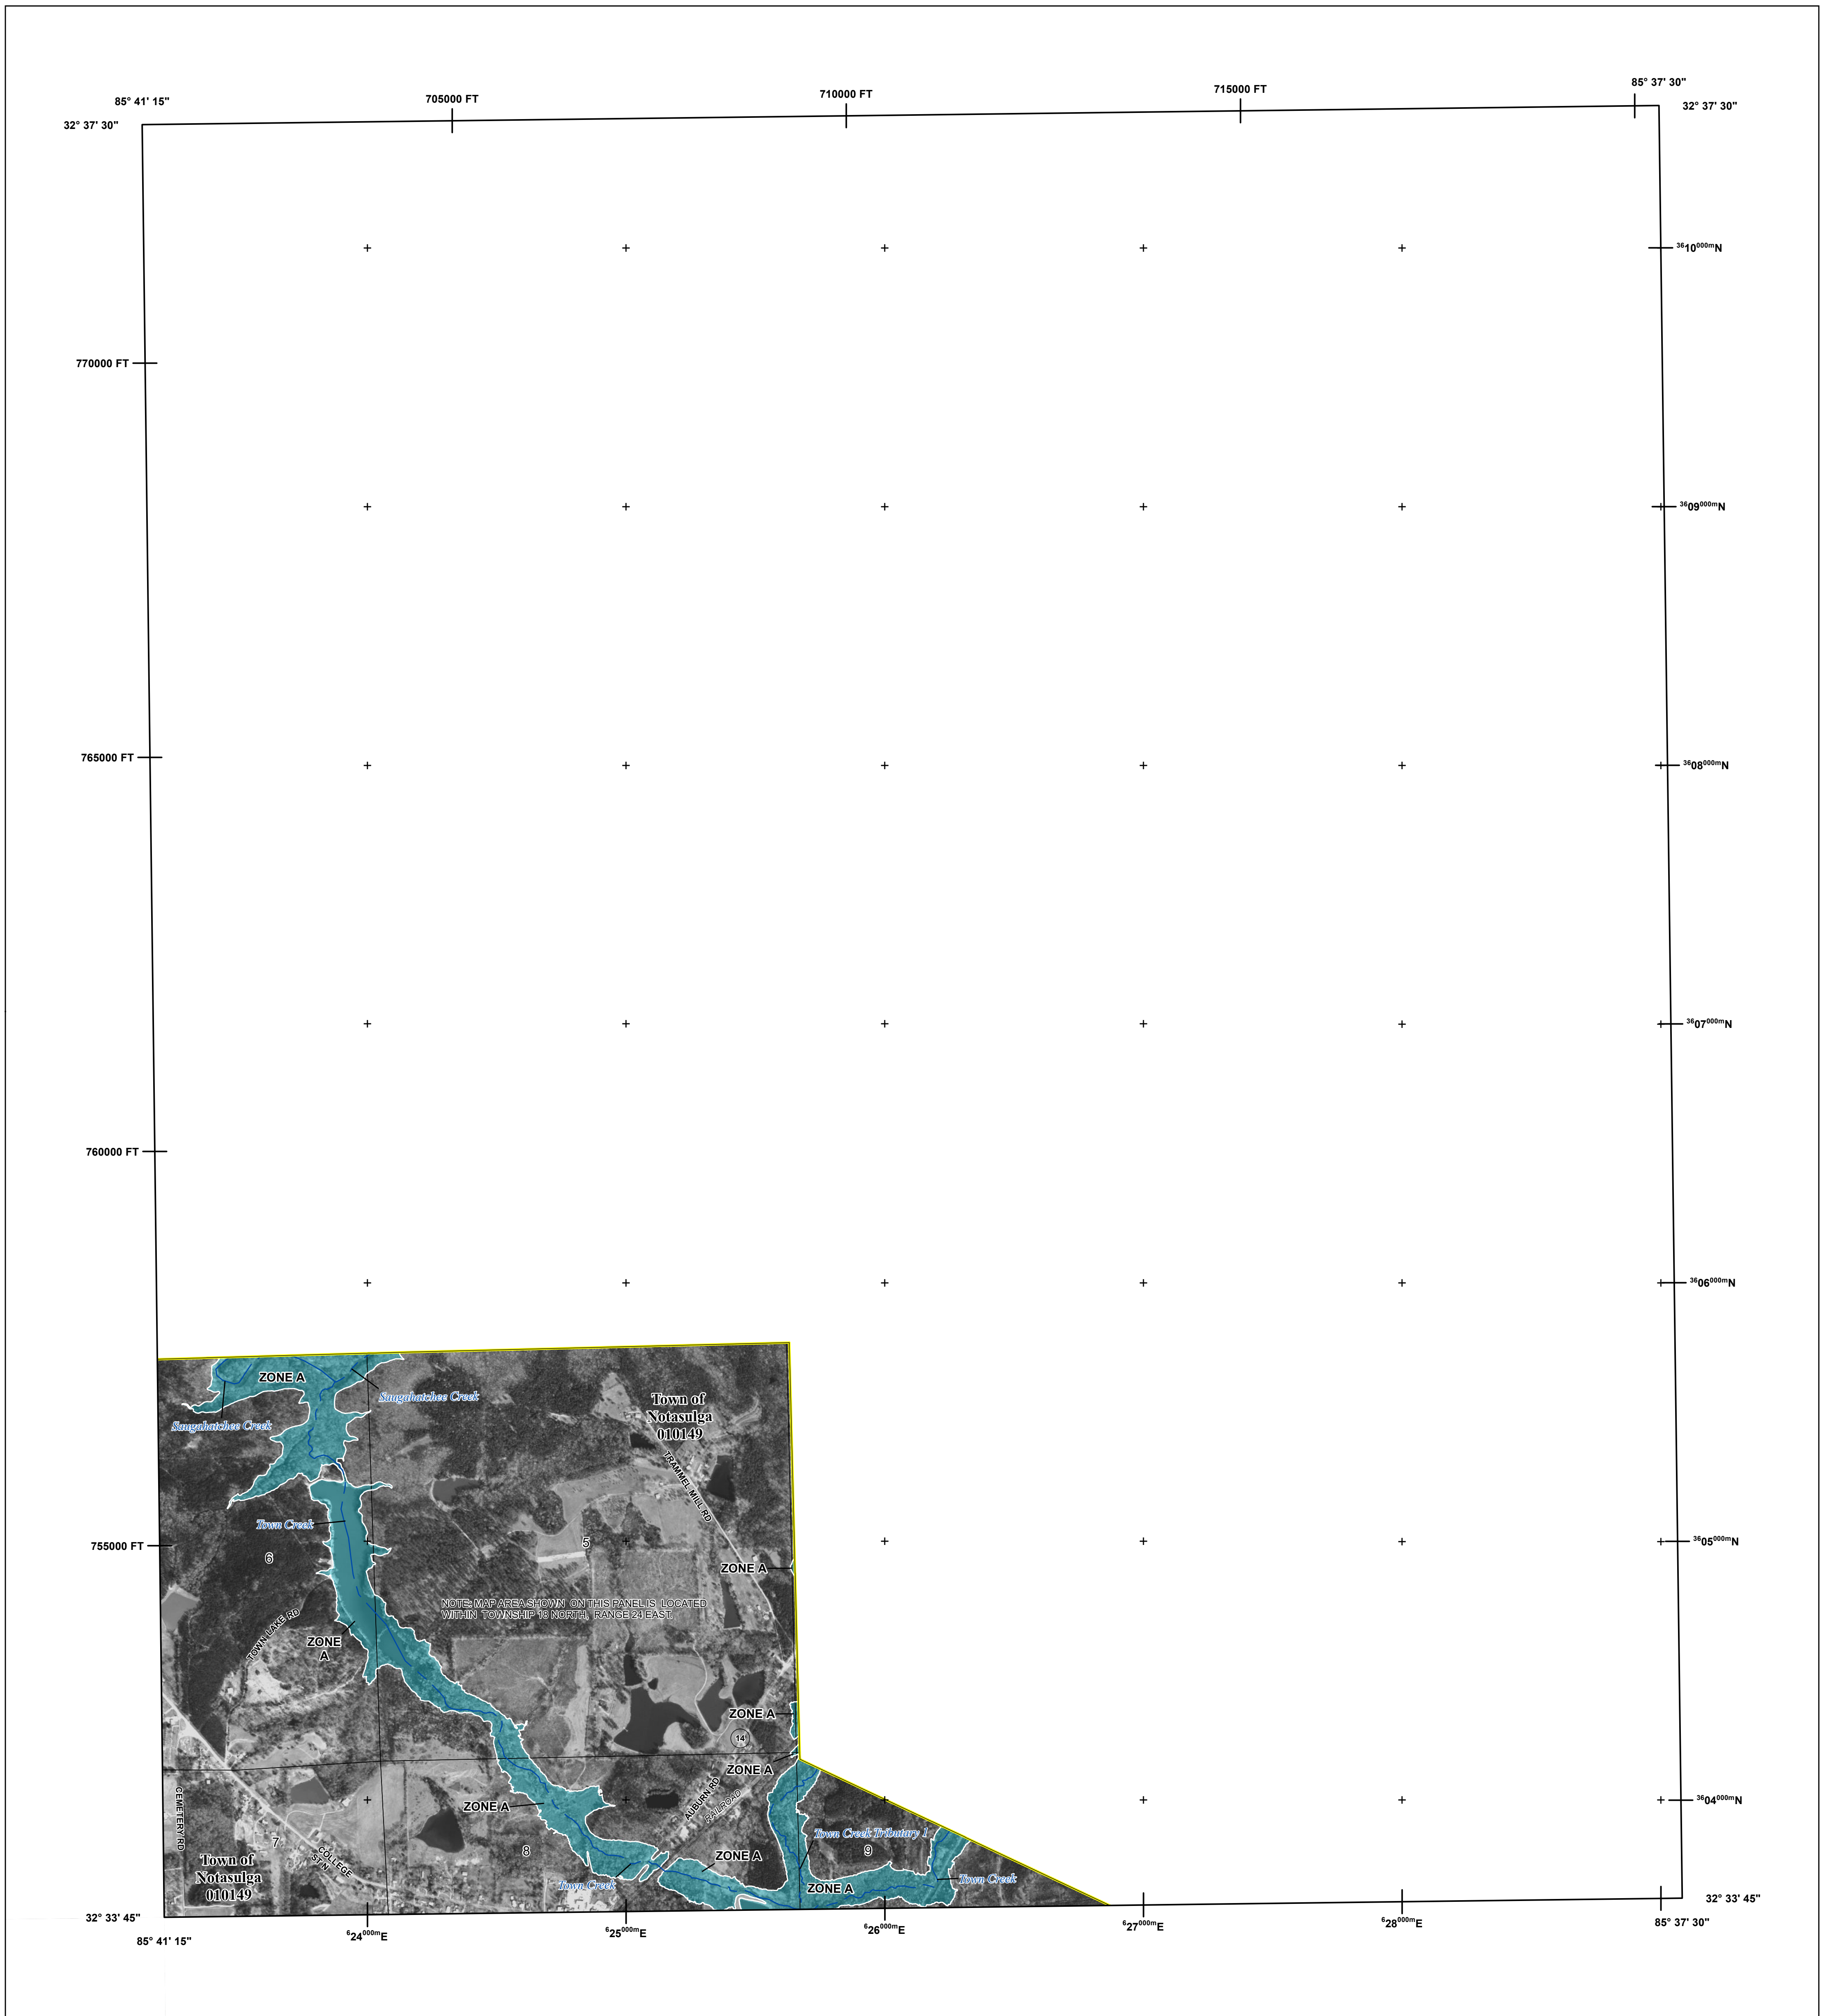 85° 37' 30"
715000 FT
710000 FT
705000 FT
85° 41' 15"
32° 37' 30"
32° 37' 30"
3610000mN
770000 FT
3609000mN
765000 FT
3608000mN
3607000mN
760000 FT
3606000mN
ZONE A
Saugahatchee Creek
Saugahatchee Creek
Town of
Notasulga
010149
TRAMMEL MILL RD
Town Creek
6
5
755000 FT
3605000mN
ZONE A
NOTE: MAP AREA SHOWN ON THIS PANEL IS LOCATED
WITHIN TOWNSHIP 18 NORTH, RANGE 24 EAST.
TOWN LAKE RD
ZONE
A
ZONE A
14
ZONE A
AUBURN RD
RAILROAD
ZONE A
3604000mN
CEMETERY RD
7
COLLEGE
ST N
8
Town Creek Tributary 1
9
Town of
Notasulga
010149
ZONE A
Town Creek
ZONE A
Town Creek
32° 33' 45"
32° 33' 45"
85° 41' 15"
624000mE
625000mE
626000mE
627000mE
628000mE
85° 37' 30"